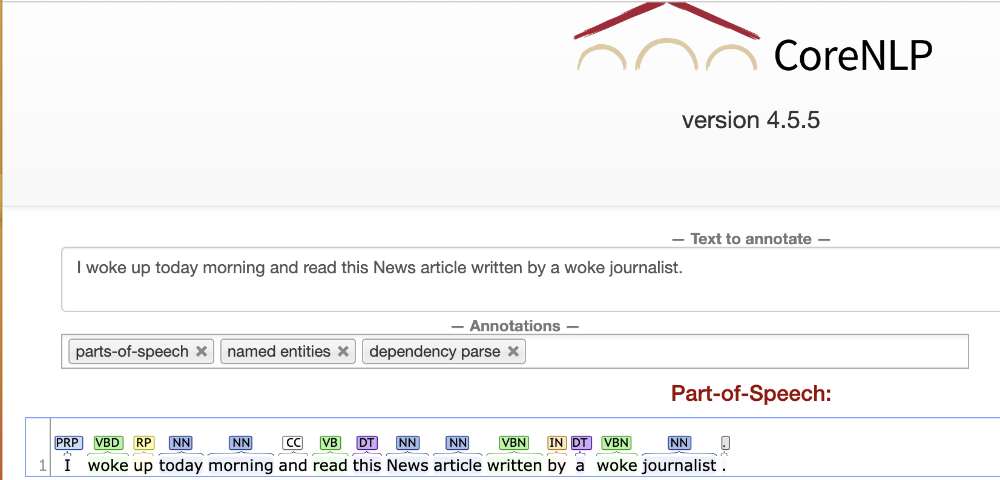 CoreNLP
version 4.5.5
— Text to annotate —
I woke up today morning and read this News article written by a woke journalist.
— Annotations —
parts-of-speech ✖ named entities ✖ dependency parse ✖
Part-of-Speech:
PRP VBD RP NN NN CC VB DT NN NN VBN IN DT VBN NN .
1 I woke up today morning and read this News article written by a woke journalist .